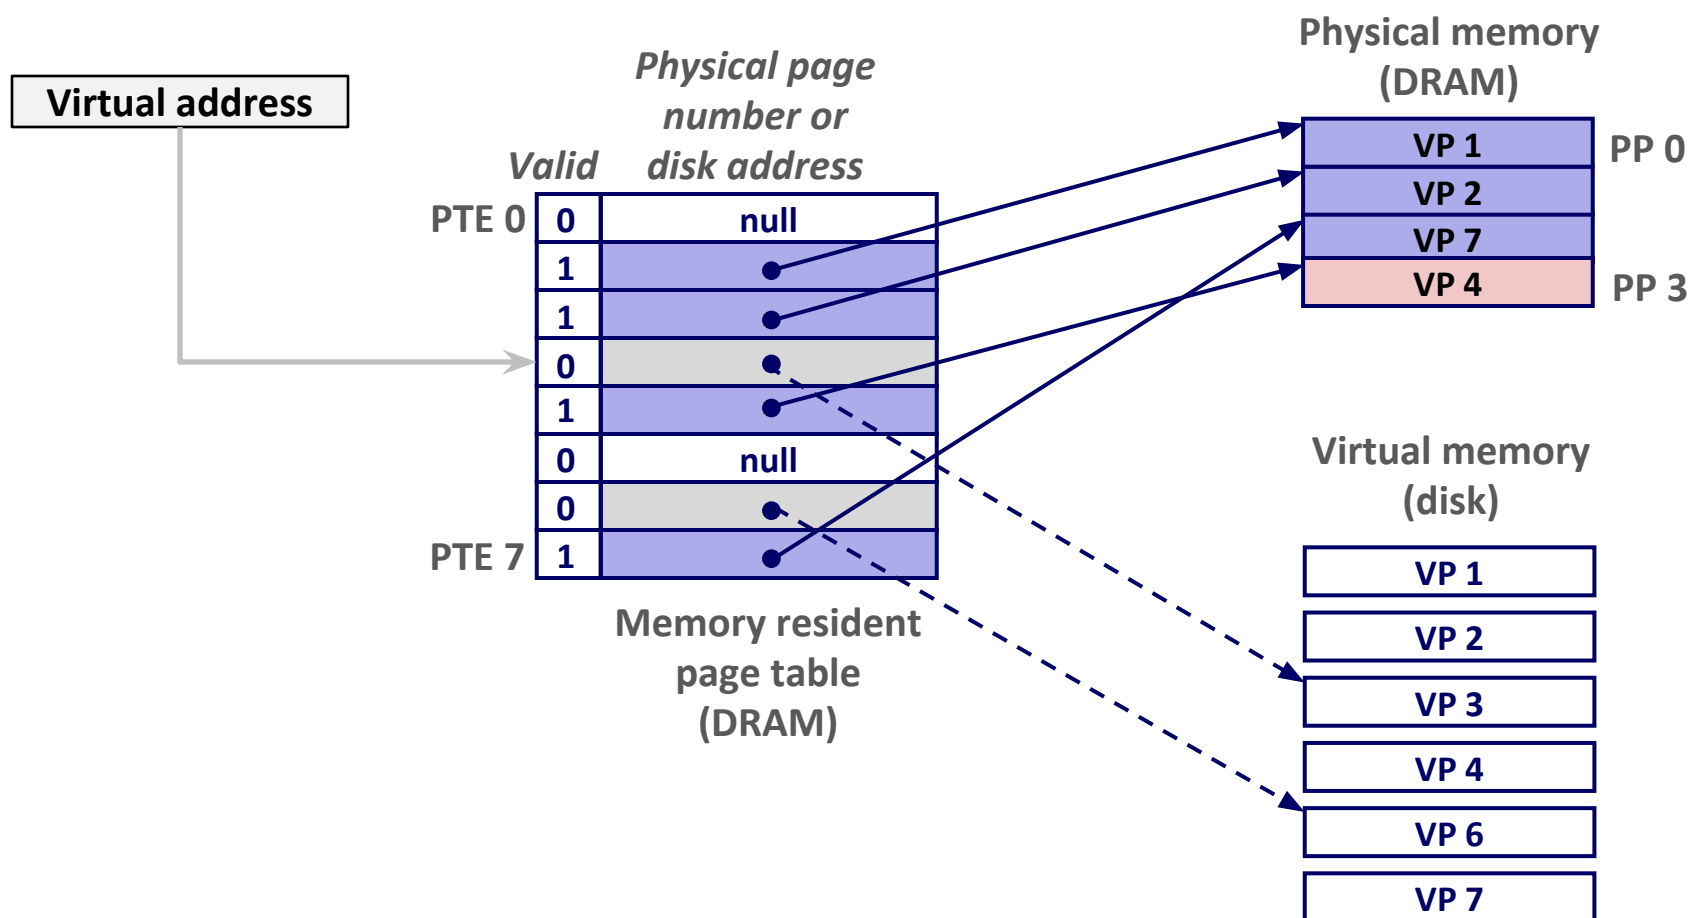 Virtual address
Physical page
number or
disk address
Valid
PTE 0
0
null
1
1
0
1
0
null
0
PTE 7
1
Memory resident
page table
(DRAM)
Physical memory
(DRAM)
VP 1
PP 0
VP 2
VP 7
VP 4
PP 3
Virtual memory
(disk)
VP 1
VP 2
VP 3
VP 4
VP 6
VP 7